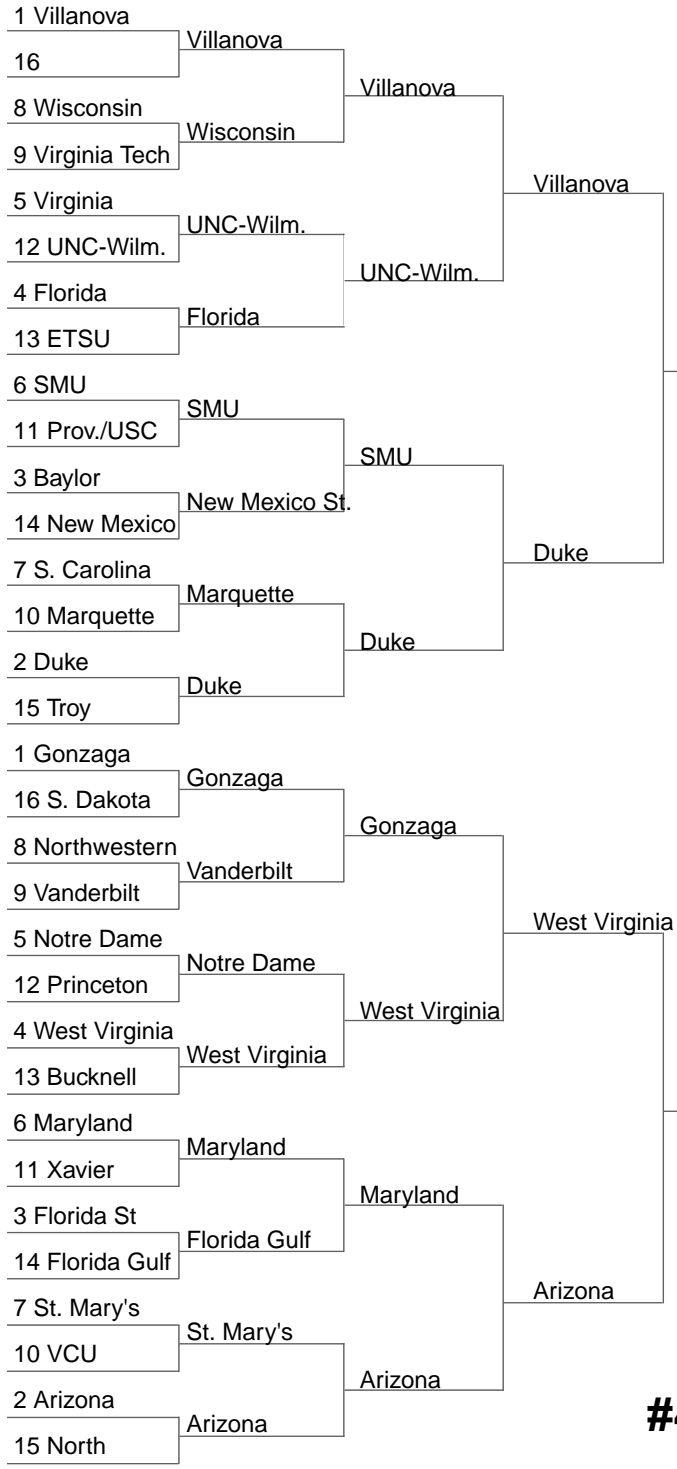 1 Villanova
Villanova
16
Villanova
8 Wisconsin
Wisconsin
9 Virginia Tech
Villanova
5 Virginia
UNC-Wilm.
12 UNC-Wilm.
UNC-Wilm.
4 Florida
Florida
13 ETSU
6 SMU
SMU
11 Prov./USC
SMU
3 Baylor
New Mexico St.
14 New Mexico
Duke
7 S. Carolina
Marquette
10 Marquette
Duke
2 Duke
Duke
15 Troy
1 Gonzaga
Gonzaga
16 S. Dakota
Gonzaga
8 Northwestern
Vanderbilt
9 Vanderbilt
West Virginia
5 Notre Dame
Notre Dame
12 Princeton
West Virginia
4 West Virginia
West Virginia
13 Bucknell
6 Maryland
Maryland
11 Xavier
Maryland
3 Florida St
Florida Gulf
14 Florida Gulf
Arizona
7 St. Mary's
St. Mary's
10 VCU
Arizona
2 Arizona
Arizona
15 North